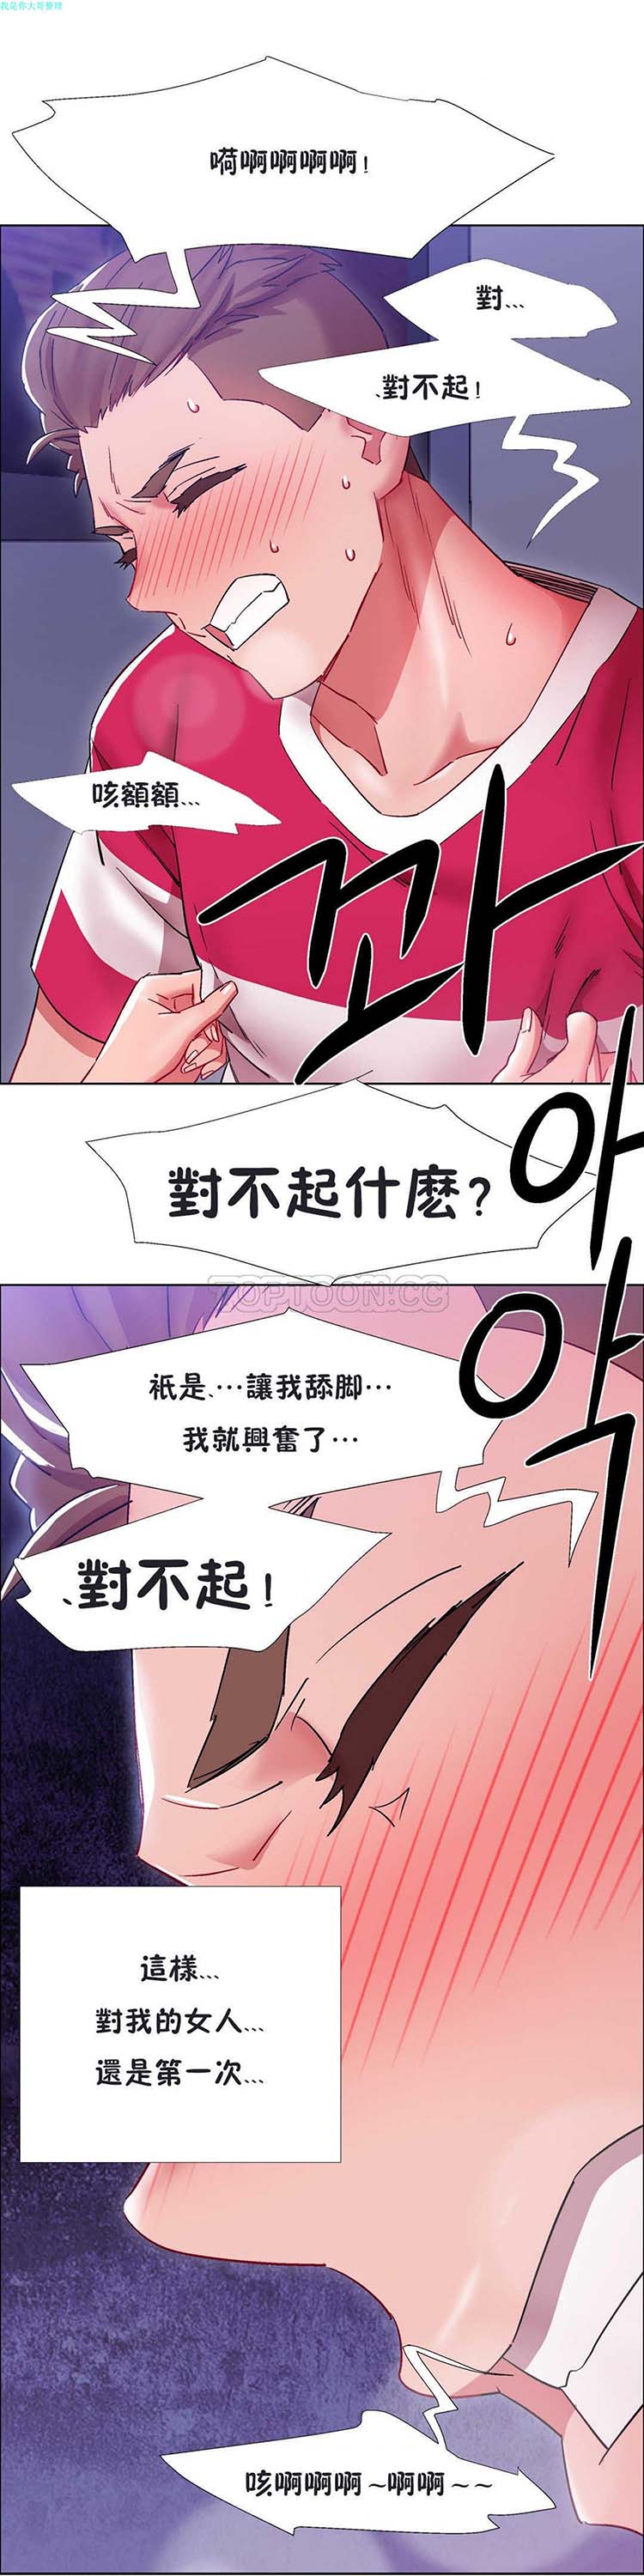 我是你大哥整理
嗬啊啊啊啊!
對...
對不起!
咳額額...
꽈
악
악
對不起什麽?
TOPTOON.CC
衹是、…讓我舔脚…
我就興奮了…
對不起!
這樣...
對我的女人...
還是第一次...
咳啊啊啊~啊啊~~